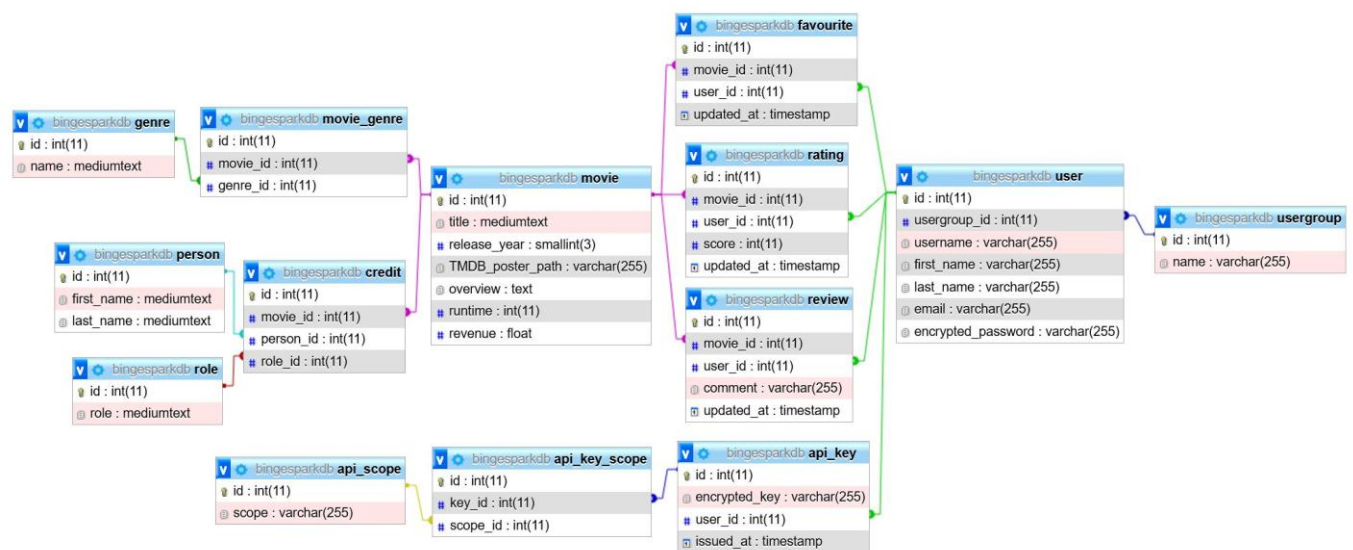 bingesparkdb genre
id : int(11)
name : mediumtext
bingesparkdb movie_genre
id : int(11)
movie_id : int(11)
genre_id : int(11)
bingesparkdb person
id : int(11)
first_name : mediumtext
last_name : mediumtext
bingesparkdb credit
id : int(11)
movie_id : int(11)
person_id : int(11)
role_id : int(11)
bingesparkdb role
id : int(11)
role : mediumtext
bingesparkdb movie
id : int(11)
title : mediumtext
release_year : smallint(3)
TMDB_poster_path : varchar(255)
overview : text
runtime : int(11)
revenue : float
bingesparkdb favourite
id : int(11)
movie_id : int(11)
user_id : int(11)
updated_at : timestamp
bingesparkdb rating
id : int(11)
movie_id : int(11)
user_id : int(11)
score : int(11)
updated_at : timestamp
bingesparkdb review
id : int(11)
movie_id : int(11)
user_id : int(11)
comment : varchar(255)
updated_at : timestamp
bingesparkdb user
id : int(11)
usergroup_id : int(11)
username : varchar(255)
first_name : varchar(255)
last_name : varchar(255)
email : varchar(255)
encrypted_password : varchar(255)
bingesparkdb usergroup
id : int(11)
name : varchar(255)
bingesparkdb api_scope
id : int(11)
scope : varchar(255)
bingesparkdb api_key_scope
id : int(11)
key_id : int(11)
scope_id : int(11)
bingesparkdb api_key
id : int(11)
encrypted_key : varchar(255)
user_id : int(11)
issued_at : timestamp